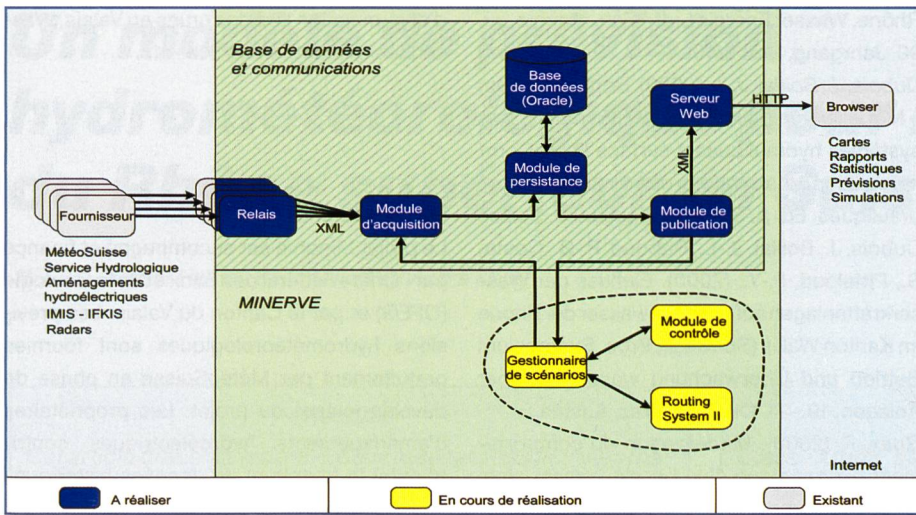 Base de données
et communications
Base
de données
(Oracle)
Serveur
Web
HTTP
Browser
Cartes
Rapports
Statistiques
Prévisions
Simulations
XML
Module de
persistance
Fournisseur
Relais
XML
Module
d'acquisition
Module de
publication
MétéoSuisse
Service Hydrologique
Aménagements
hydroélectriques
IMIS - IFKIS
Radars
MINERVE
Gestionnaire
de scénarios
Module de
contrôle
Routing
System II
Internet
A réaliser
En cours de réalisation
Existant